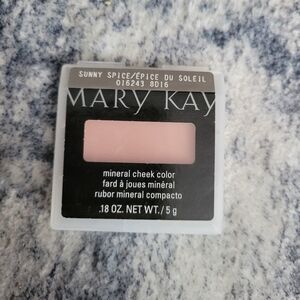 SUNNY SPICE/ÉPICE DU SOLEIL
016243 8D16
MARY KAY
mineral cheek color
fard à joues minéral
rubor mineral compacto
.18 OZ. NET WT./5 g